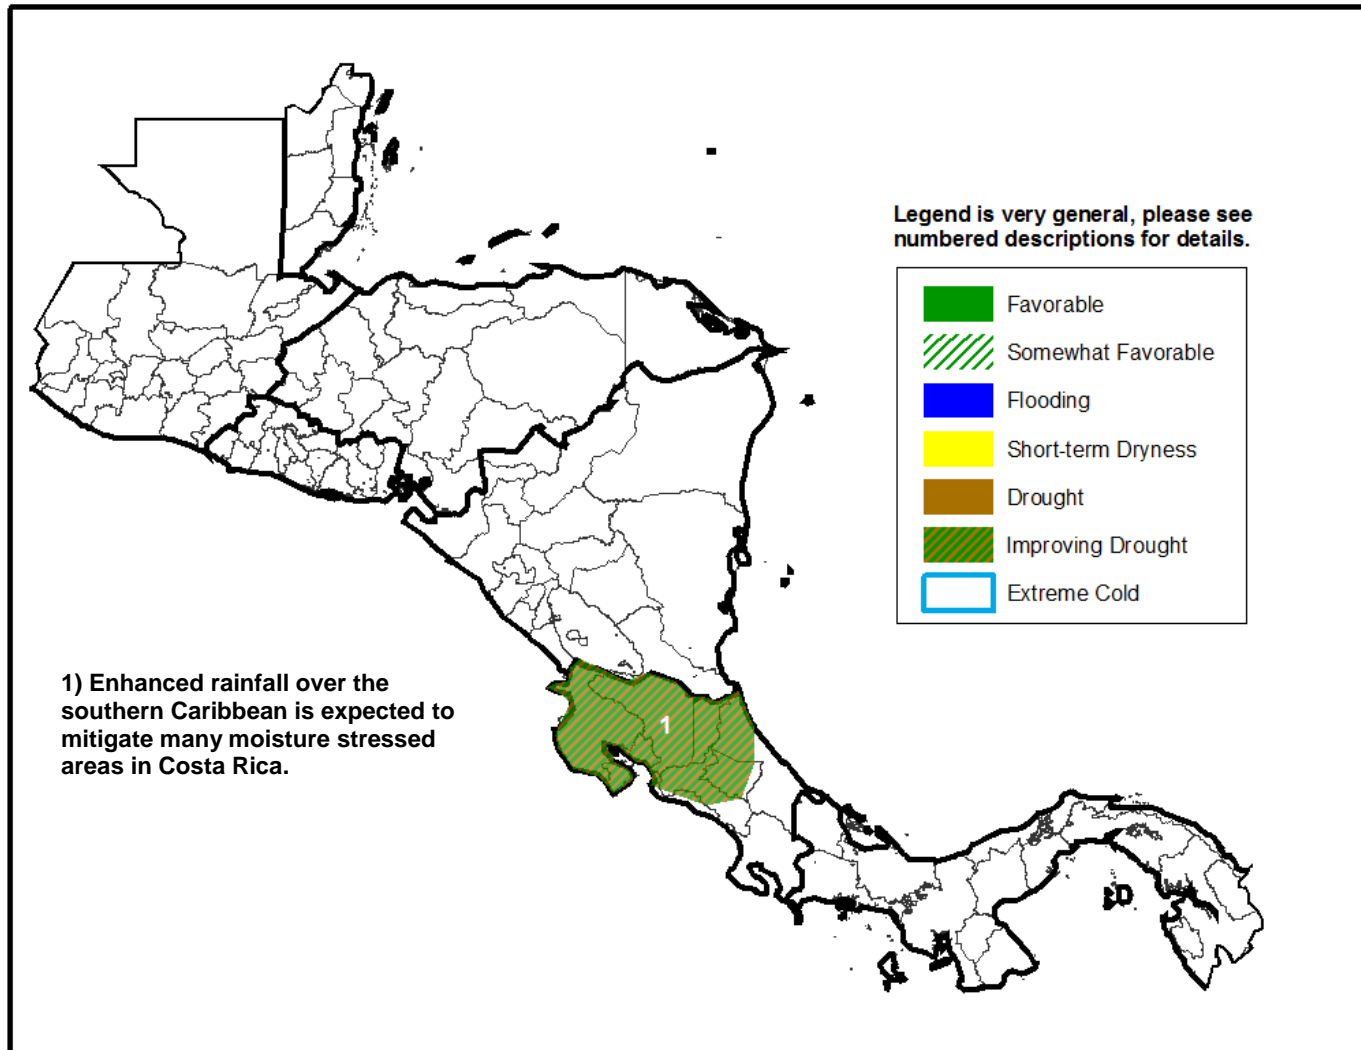 Legend is very general, please see
numbered descriptions for details.
Favorable
Somewhat Favorable
Flooding
Short-term Dryness
Drought
Improving Drought
Extreme Cold
1) Enhanced rainfall over the
southern Caribbean is expected to
mitigate many moisture stressed
areas in Costa Rica.
1